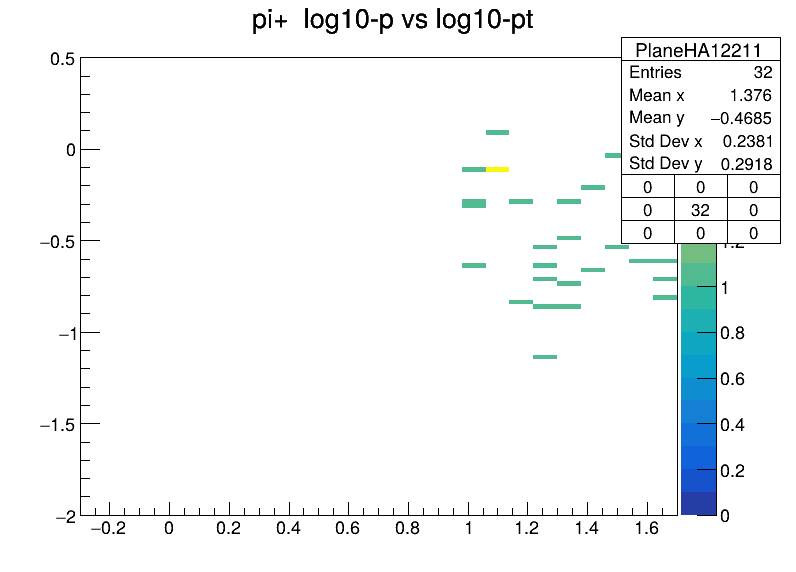 pi+ log10-p vs log10-pt
PlaneHA12211
Entries 32
Mean x 1.376
Mean y −0.4685
Std Dev x 0.2381
Std Dev y 0.2918
0 0 0
0 32 0
0 0 0
0.5
0
−0.5
−1
−1.5
−2
−0.2 0 0.2 0.4 0.6 0.8 1 1.2 1.4 1.6
1.2
1
0.8
0.6
0.4
0.2
0